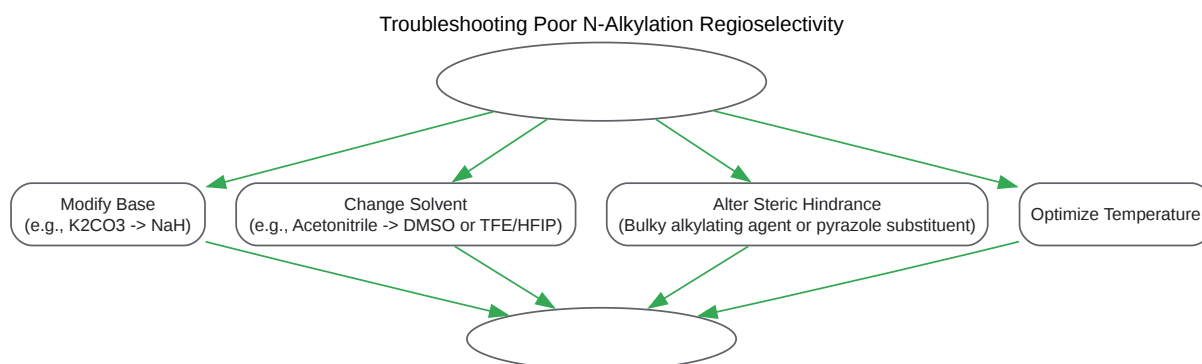 Troubleshooting Poor N-Alkylation Regioselectivity
Modify Base
(e.g., K2CO3 -> NaH)
Change Solvent
(e.g., Acetonitrile -> DMSO or TFE/HFIP)
Alter Steric Hindrance
(Bulky alkylating agent or pyrazole substituent)
Optimize Temperature